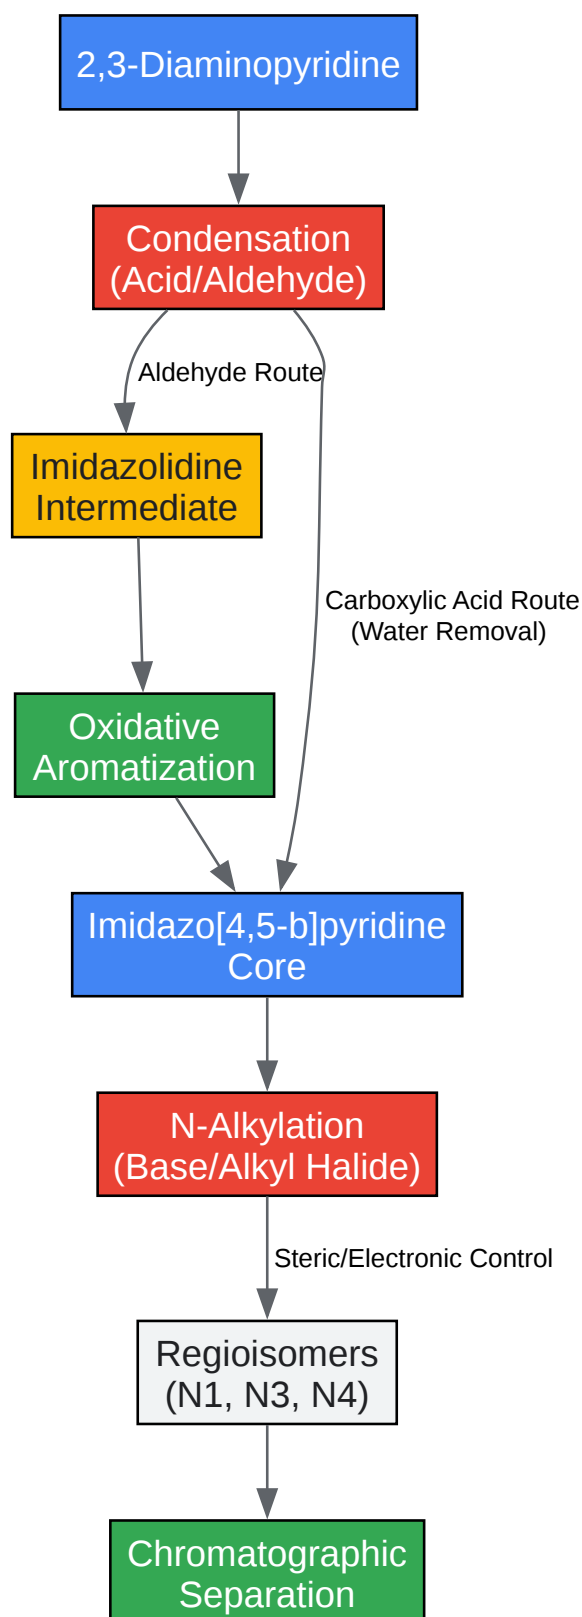 2,3-Diaminopyridine
Condensation
(Acid/Aldehyde)
Aldehyde Route
Imidazolidine
Intermediate
Carboxylic Acid Route
(Water Removal)
Oxidative
Aromatization
Imidazo[4,5-b]pyridine
Core
N-Alkylation
(Base/Alkyl Halide)
Steric/Electronic Control
Regioisomers
(N1, N3, N4)
Chromatographic
Separation